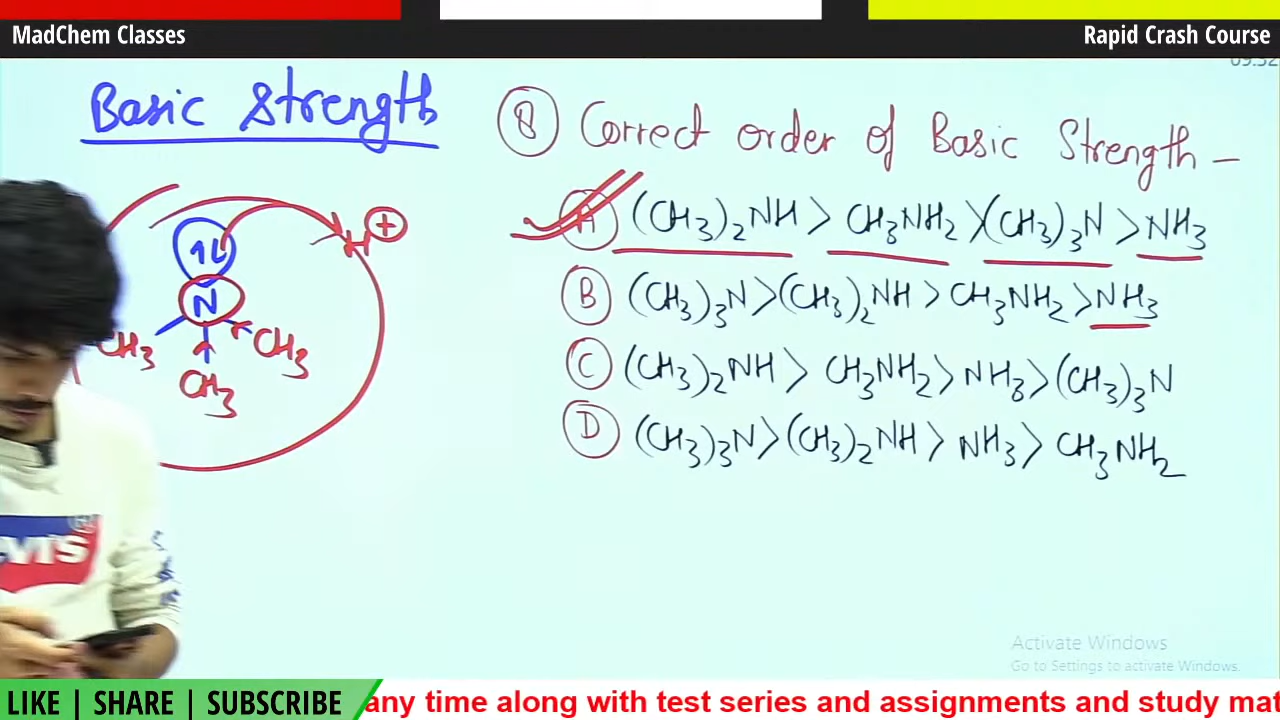 MadChem Classes
Rapid Crash Course
Basic Strength
Q Correct order of Basic Strength –
A (CH3)2NH > CH3NH2 > (CH3)3N > NH3
B (CH3)3N > (CH3)2NH > CH3NH2 > NH3
C (CH3)2NH > CH3NH2 > NH3 > (CH3)3N
D (CH3)3N > (CH3)2NH > NH3 > CH3NH2
1L
H +
N
CH3
CH3
CH3
Activate Windows
Go to Settings to activate Windows.
LIKE | SHARE | SUBSCRIBE
any time along with test series and assignments and study mat